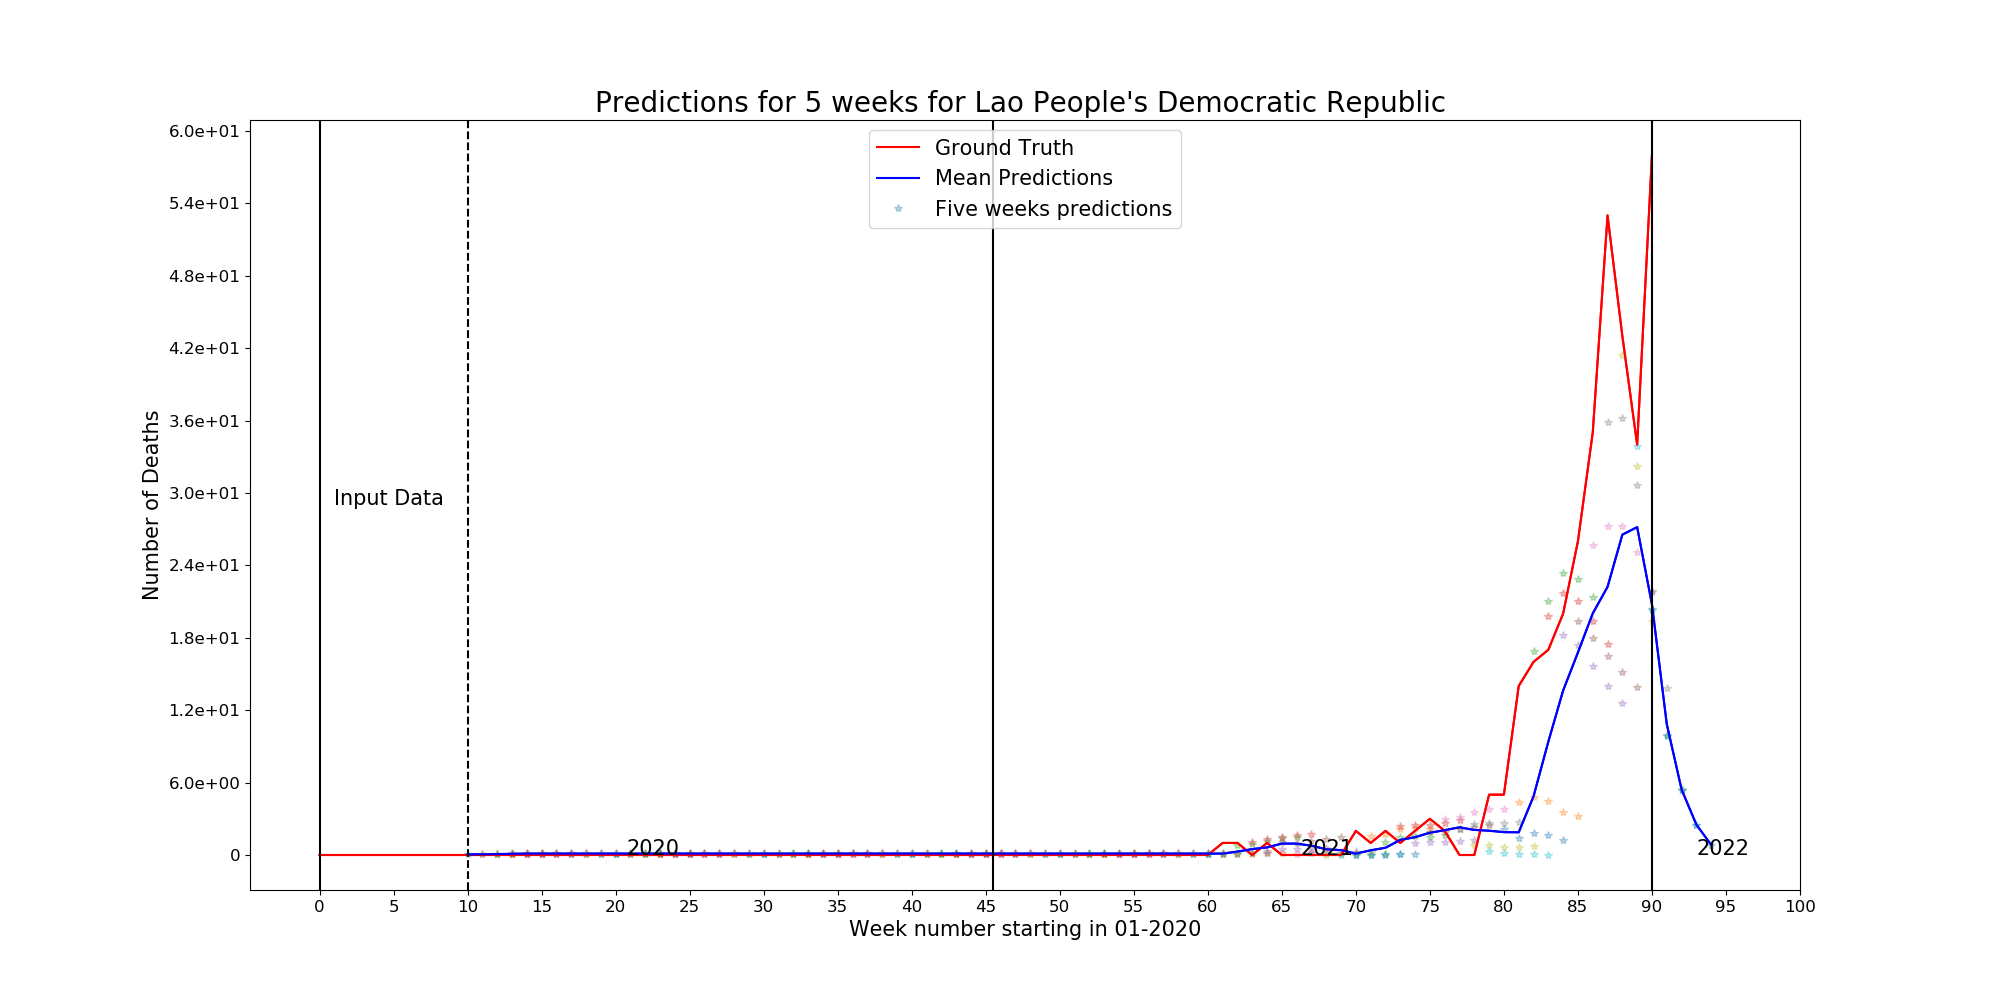 Predictions for 5 weeks for Lao People's Democratic Republic
Ground Truth
Mean Predictions
Five weeks predictions
Number of Deaths
6.0e+01
5.4e+01
4.8e+01
4.2e+01
3.6e+01
3.0e+01
2.4e+01
1.8e+01
1.2e+01
6.0e+00
0
Input Data
2020
2021
2022
0 5 10 15 20 25 30 35 40 45 50 55 60 65 70 75 80 85 90 95 100
Week number starting in 01-2020